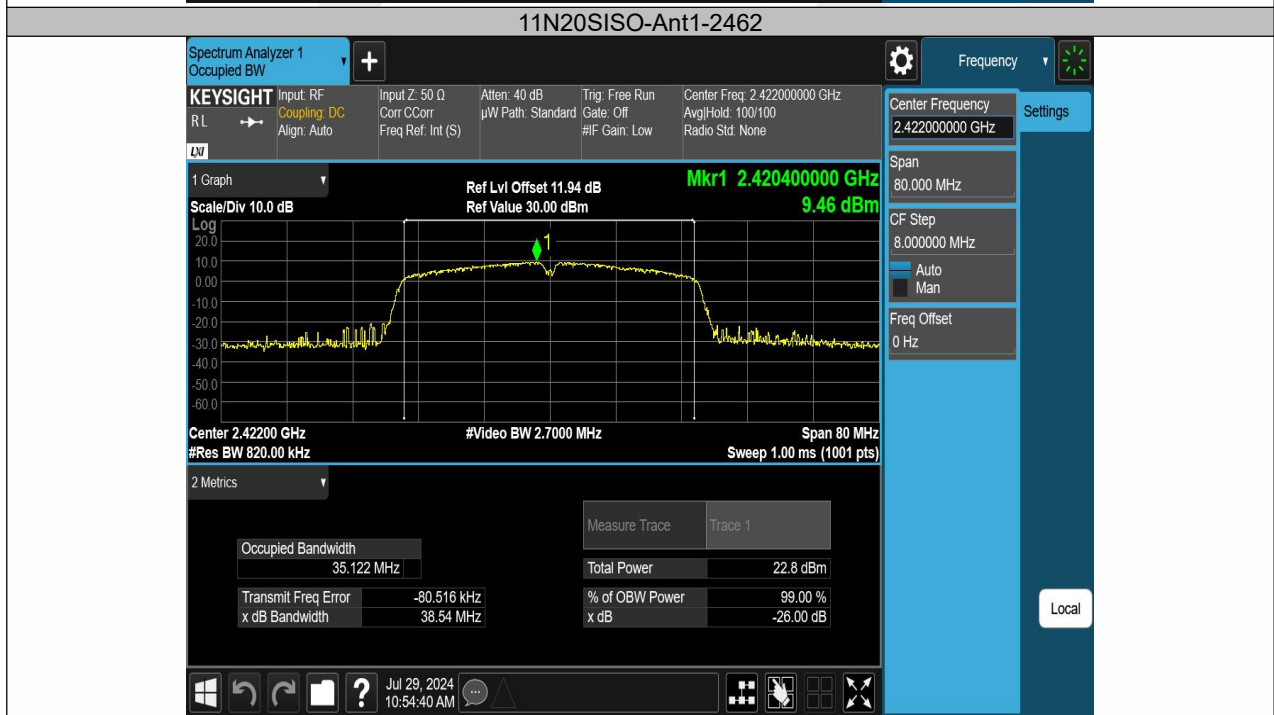 11N20SISO-Ant1-2462
Spectrum Analyzer 1
Occupied BW
+
Frequency
KEYSIGHT
RL
LXI
Input: RF
Coupling: DC
Align: Auto
Input Z: 50 Ω
Corr CCorr
Freq Ref: Int (S)
Atten: 40 dB
µW Path: Standard
Trig: Free Run
Gate: Off
#IF Gain: Low
Center Freq: 2.422000000 GHz
Avg|Hold: 100/100
Radio Std: None
Center Frequency
2.422000000 GHz
Settings
Span
80.000 MHz
CF Step
8.000000 MHz
Auto
Man
Freq Offset
0 Hz
1 Graph
Scale/Div 10.0 dB
Ref Lvl Offset 11.94 dB
Ref Value 30.00 dBm
Mkr1 2.420400000 GHz
9.46 dBm
Log
20.0
10.0
0.00
-10.0
-20.0
-30.0
-40.0
-50.0
-60.0
1
Center 2.42200 GHz
#Res BW 820.00 kHz
#Video BW 2.7000 MHz
Span 80 MHz
Sweep 1.00 ms (1001 pts)
2 Metrics
Measure Trace Trace 1
Occupied Bandwidth
35.122 MHz
Total Power 22.8 dBm
Transmit Freq Error -80.516 kHz
% of OBW Power 99.00 %
x dB Bandwidth 38.54 MHz
x dB -26.00 dB
Local
?
Jul 29, 2024
10:54:40 AM